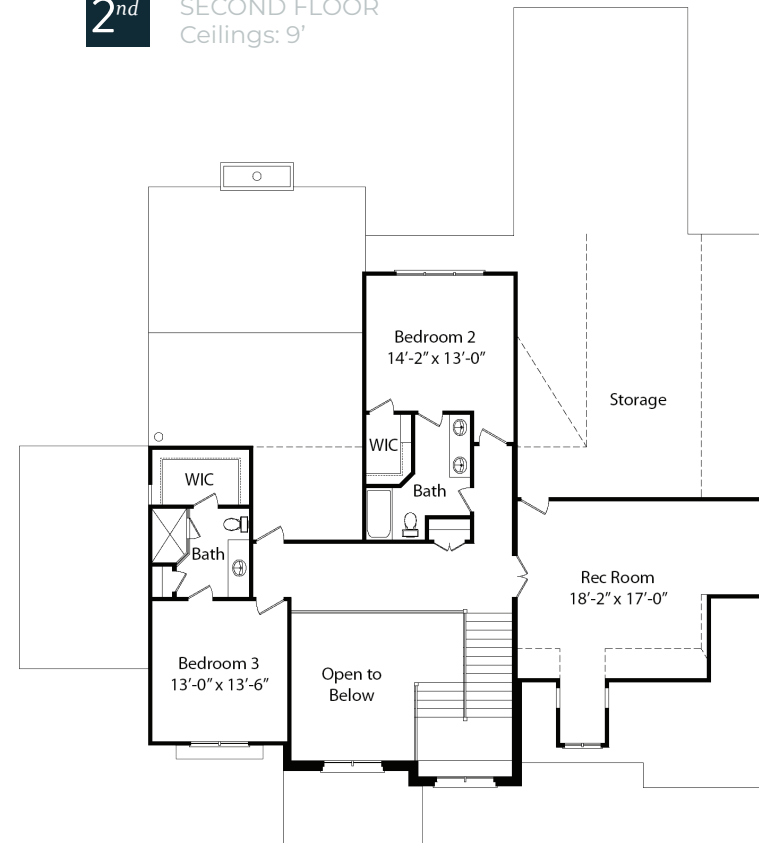 2nd
SECOND FLOOR
Ceilings: 9’
Bedroom 2
14’-2” x 13’-0”
Storage
WIC
WIC
Bath
Bath
Rec Room
18’-2” x 17’-0”
Bedroom 3
13’-0” x 13’-6”
Open to
Below